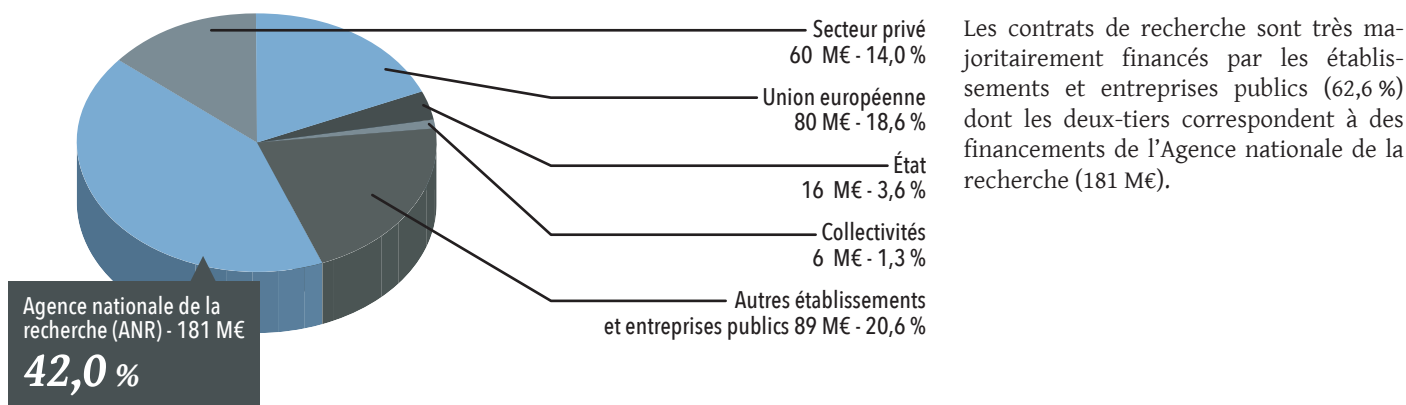 Secteur privé
60 M€ - 14,0 %
Union européenne
80 M€ - 18,6 %
État
16 M€ - 3,6 %
Collectivités
6 M€ - 1,3 %
Autres établissements
et entreprises publics 89 M€ - 20,6 %
Agence nationale de la
recherche (ANR) - 181 M€
42,0 %
Les contrats de recherche sont très ma-
joritairement financés par les établis-
sements et entreprises publics (62,6 %)
dont les deux-tiers correspondent à des
financements de l’Agence nationale de la
recherche (181 M€).